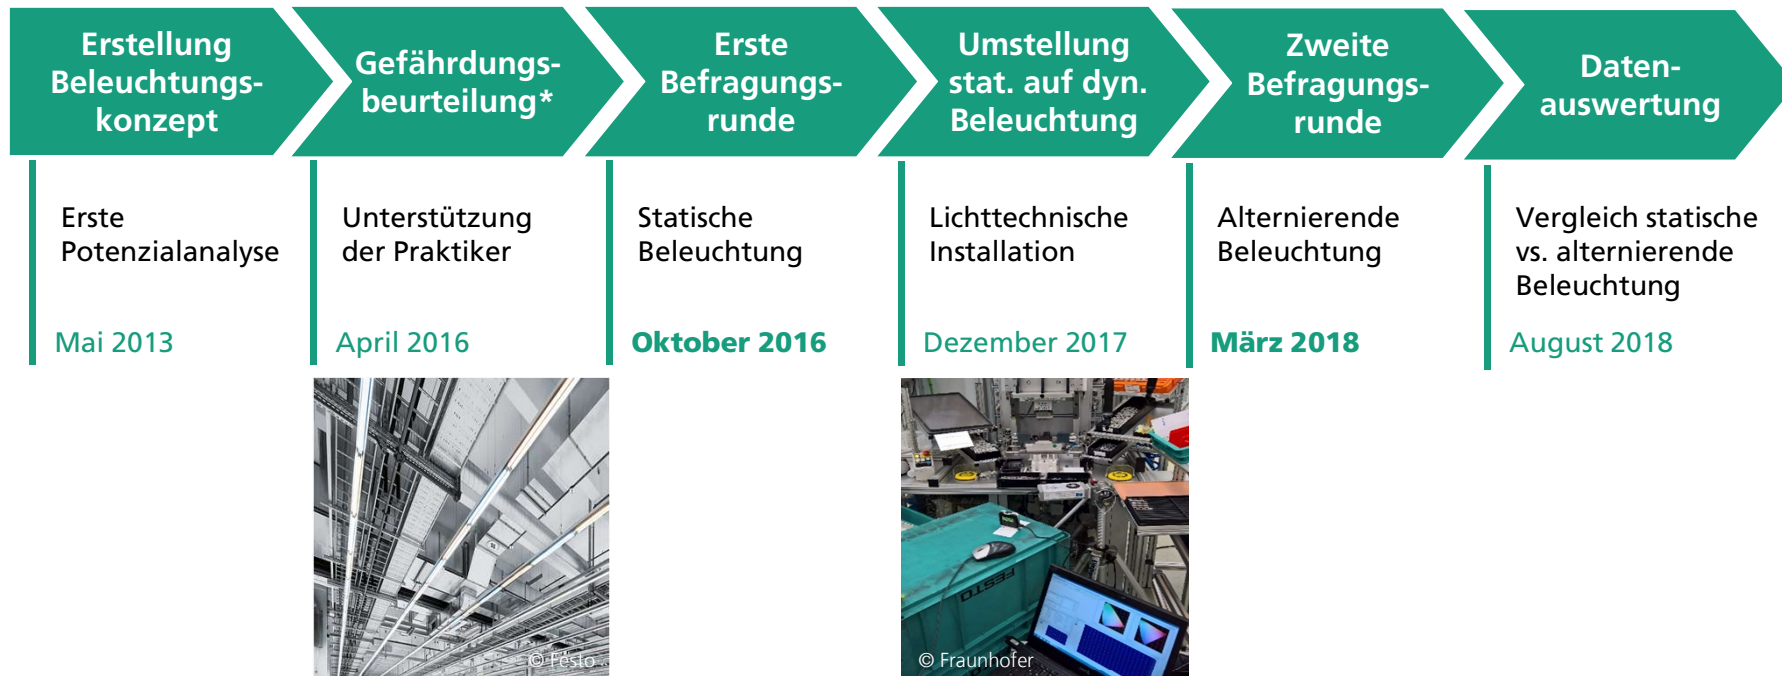 Erstellung
Beleuchtungs-
konzept
Gefährdungs-
beurteilung*
Erste
Befragungs-
runde
Umstellung
stat. auf dyn.
Beleuchtung
Zweite
Befragungs-
runde
Daten-
auswertung
Erste
Potenzialanalyse
Mai 2013
Unterstützung
der Praktiker
April 2016
Statische
Beleuchtung
Oktober 2016
Lichttechnische
Installation
Dezember 2017
Alternierende
Beleuchtung
März 2018
Vergleich statische
vs. alternierende
Beleuchtung
August 2018
© Festo
FESTO
© Fraunhofer